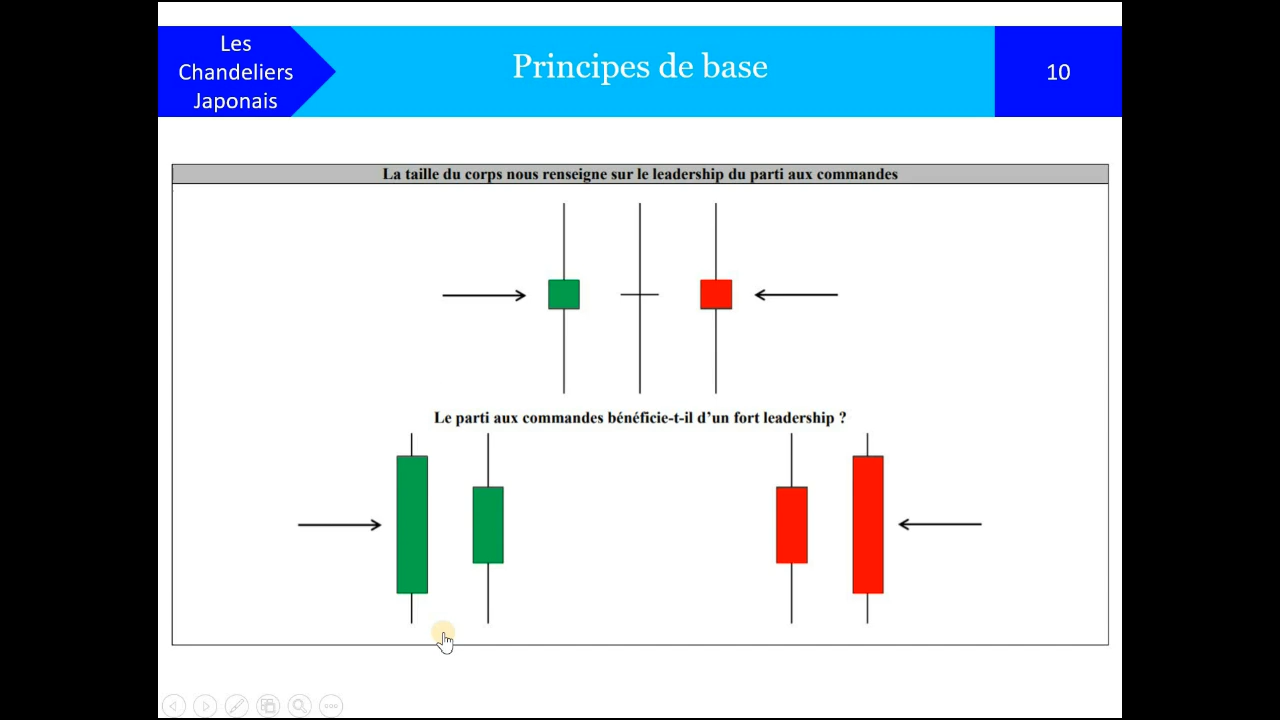 Les
Chandeliers
Japonais
Principes de base
10
La taille du corps nous renseigne sur le leadership du parti aux commandes
Le parti aux commandes bénéficie-t-il d’un fort leadership ?